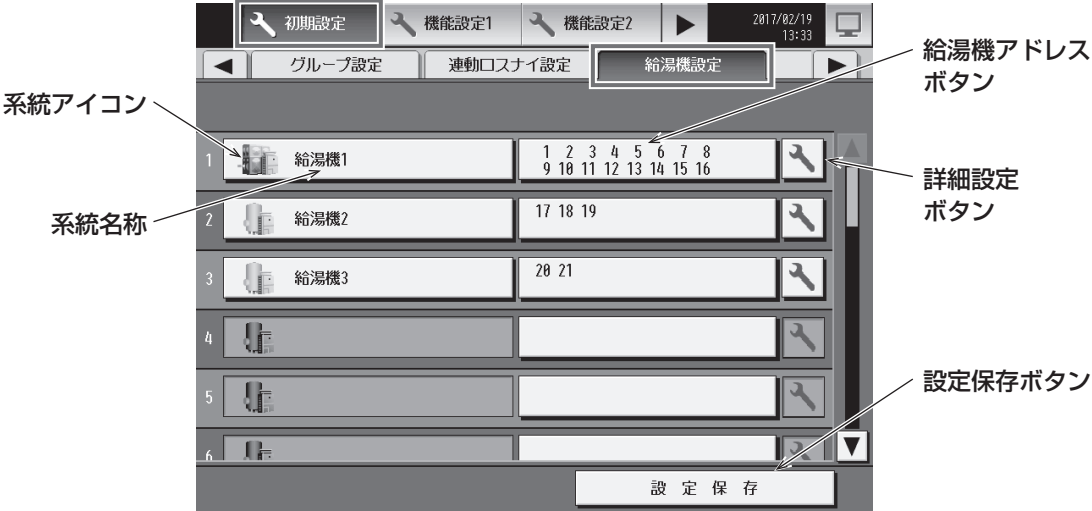 初期設定
機能設定1
機能設定2
2017/02/19
13:33
グループ設定
連動ロスナイ設定
給湯機設定
給湯機アドレス
ボタン
系統アイコン
1
給湯機1
1 2 3 4 5 6 7 8
9 10 11 12 13 14 15 16
詳細設定
ボタン
系統名称
2
給湯機2
17 18 19
3
給湯機3
20 21
4
5
設定保存ボタン
6
設定保存